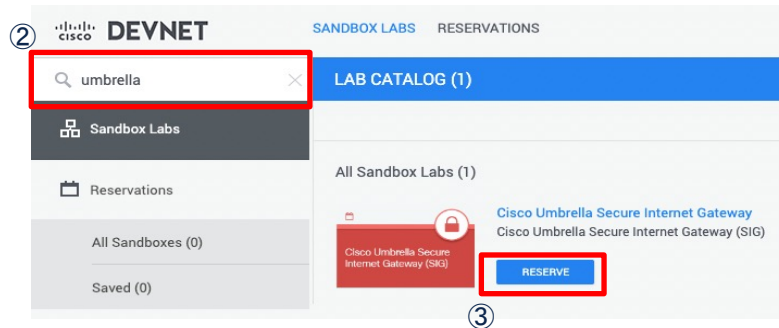 ②
cisco DEVNET
SANDBOX LABS RESERVATIONS
umbrella
LAB CATALOG (1)
Sandbox Labs
All Sandbox Labs (1)
Reservations
Cisco Umbrella Secure Internet Gateway
Cisco Umbrella Secure Internet Gateway (SIG)
Cisco Umbrella Secure
Internet Gateway (SIG)
RESERVE
All Sandboxes (0)
Saved (0)
③